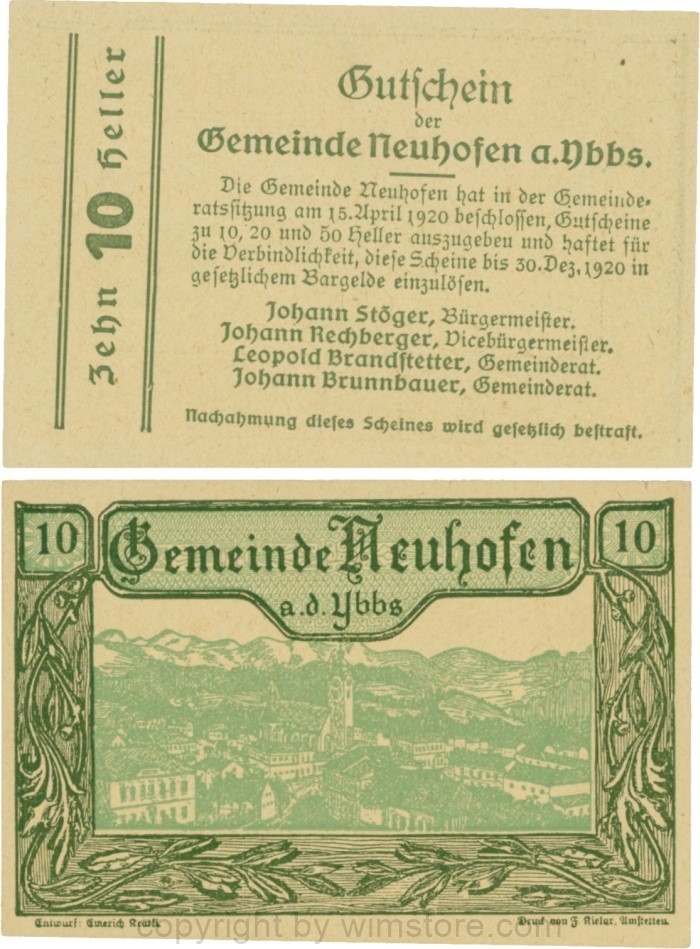 Zehn 10 Heller
Gutschein
der
Gemeinde Neuhofen a. Ybbs.
Die Gemeinde Neuhofen hat in der Gemeinde-
ratssitzung am 15. April 1920 beschlossen, Gutscheine
zu 10, 20 und 50 Heller auszugeben und haftet für
die Verbindlichkeit, diese Scheine bis 30. Dez. 1920 in
gesetzlichem Bargelde einzulösen.
Johann Stöger, Bürgermeister.
Johann Rechberger, Vicebürgermeister.
Leopold Brandstetter, Gemeinderat.
Johann Brunnbauer, Gemeinderat.
Nachahmung dieses Scheines wird gesetzlich bestraft.
10 Gemeinde Neuhofen 10
a. d. Ybbs
Entwurf: Emerich
Druck von F. Amstetten
copyright by wimstore.com